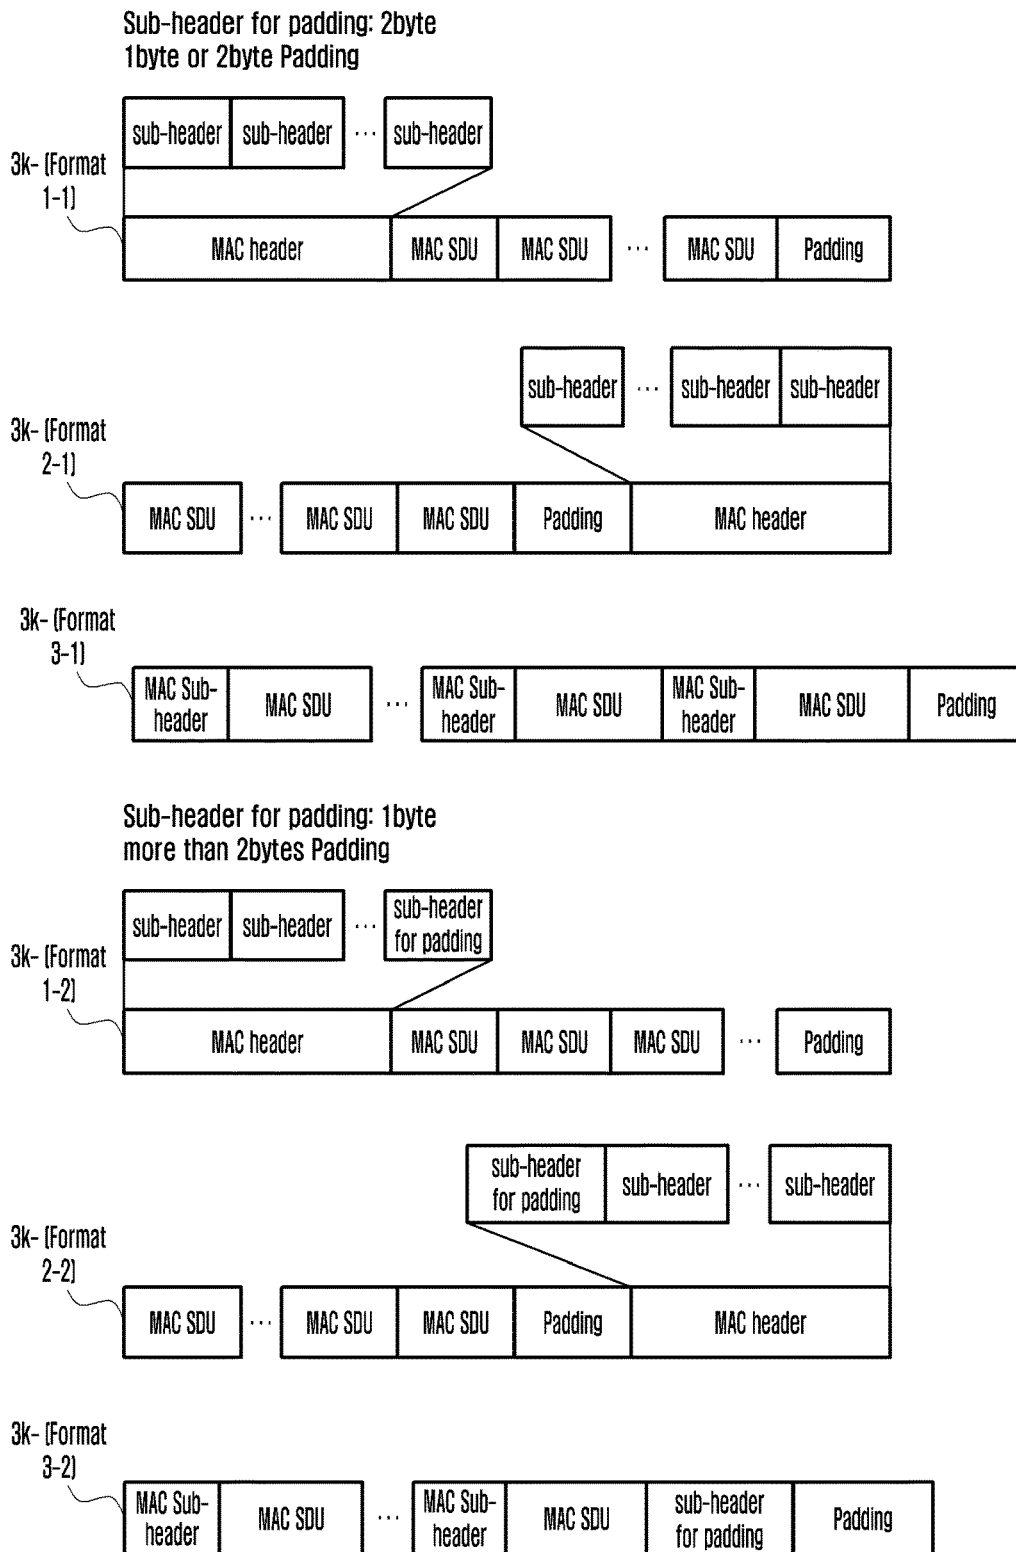 Sub-header for padding: 2byte
1byte or 2byte Padding
sub-header sub-header ... sub-header
3k- (Format
1-1)
MAC header MAC SDU MAC SDU ... MAC SDU Padding
sub-header ... sub-header sub-header
3k- (Format
2-1)
MAC SDU ... MAC SDU MAC SDU Padding MAC header
3k- (Format
3-1)
MAC Sub-
header
MAC SDU
...
MAC Sub-
header
MAC SDU
MAC Sub-
header
MAC SDU
Padding
Sub-header for padding: 1byte
more than 2bytes Padding
sub-header sub-header ...
sub-header
for padding
3k- (Format
1-2)
MAC header MAC SDU MAC SDU MAC SDU ... Padding
sub-header
for padding
sub-header ... sub-header
3k- (Format
2-2)
MAC SDU ... MAC SDU MAC SDU Padding MAC header
3k- (Format
3-2)
MAC Sub-
header
MAC SDU
...
MAC Sub-
header
MAC SDU
sub-header
for padding
Padding